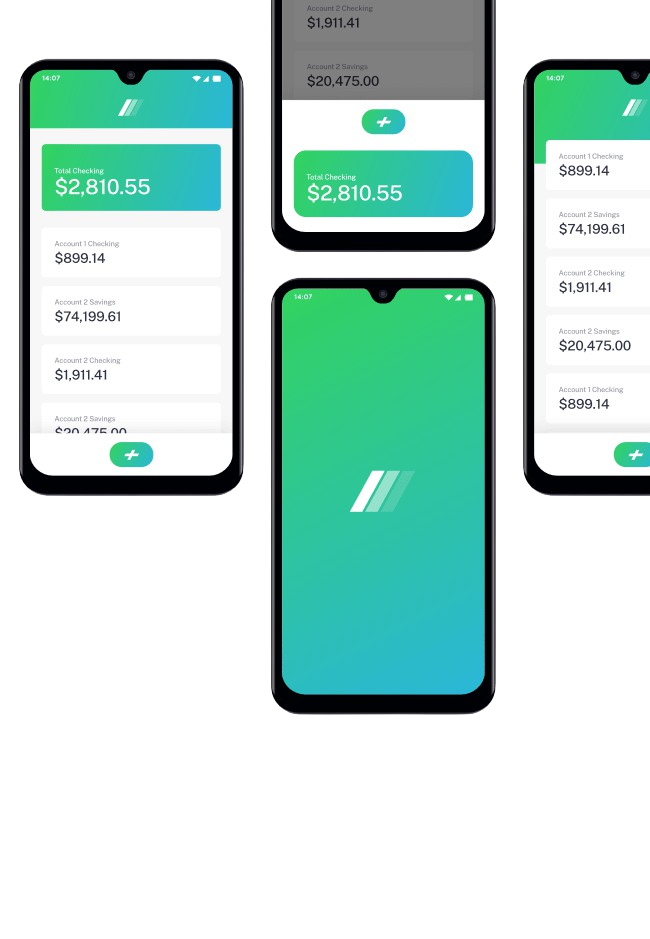 14:07
Total Checking
$2,810.55
Account 1 Checking
$899.14
Account 2 Savings
$74,199.61
Account 2 Checking
$1,911.41
Account 2 Savings
$20,475.00
Account 2 Checking
$1,911.41
Account 2 Savings
$20,475.00
Total Checking
$2,810.55
14:07
14:07
Account 1 Checking
$899.14
Account 2 Savings
$74,199.61
Account 2 Checking
$1,911.41
Account 2 Savings
$20,475.00
Account 1 Checking
$899.14